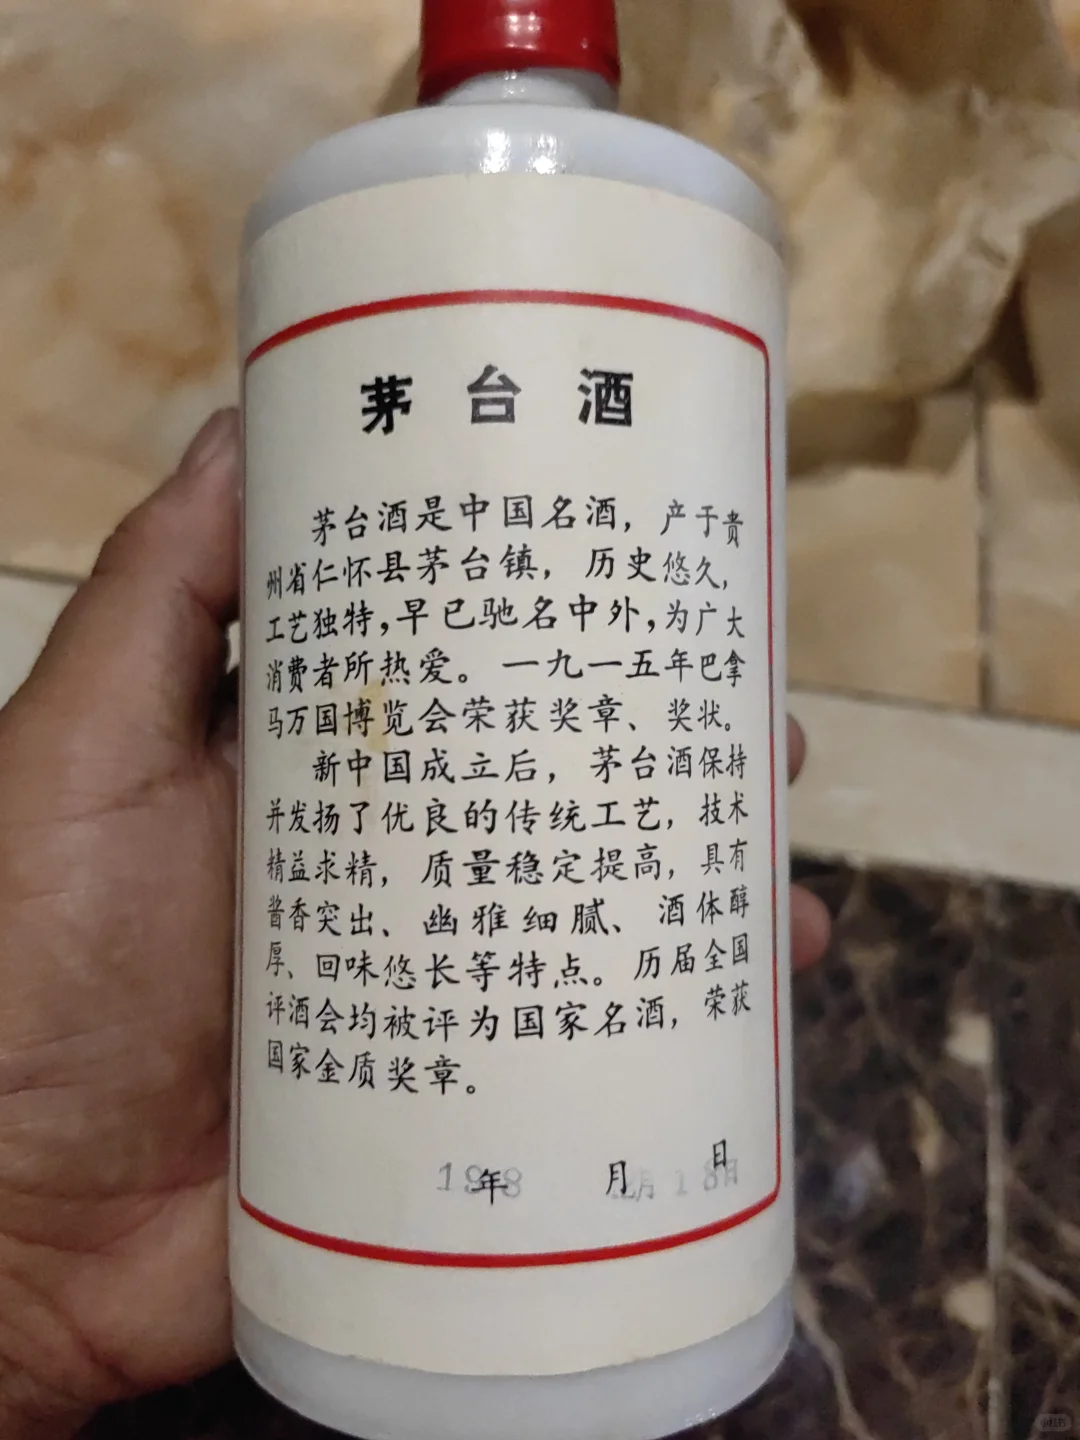 茅台酒
茅台酒是中国名酒，产于贵
州省仁怀县茅台镇，历史悠久，
工艺独特，早已驰名中外，为广大
消费者所热爱。一九一五年巴拿
马万国博览会荣获奖章、奖状。
新中国成立后，茅台酒保持
并发扬了优良的传统工艺，技术
精益求精，质量稳定提高，具有
酱香突出、幽雅细腻、酒体醇
厚、回味悠长等特点。历届全国
评酒会均被评为国家名酒，荣获
国家金质奖章。
年 月 日
月18日
小红书